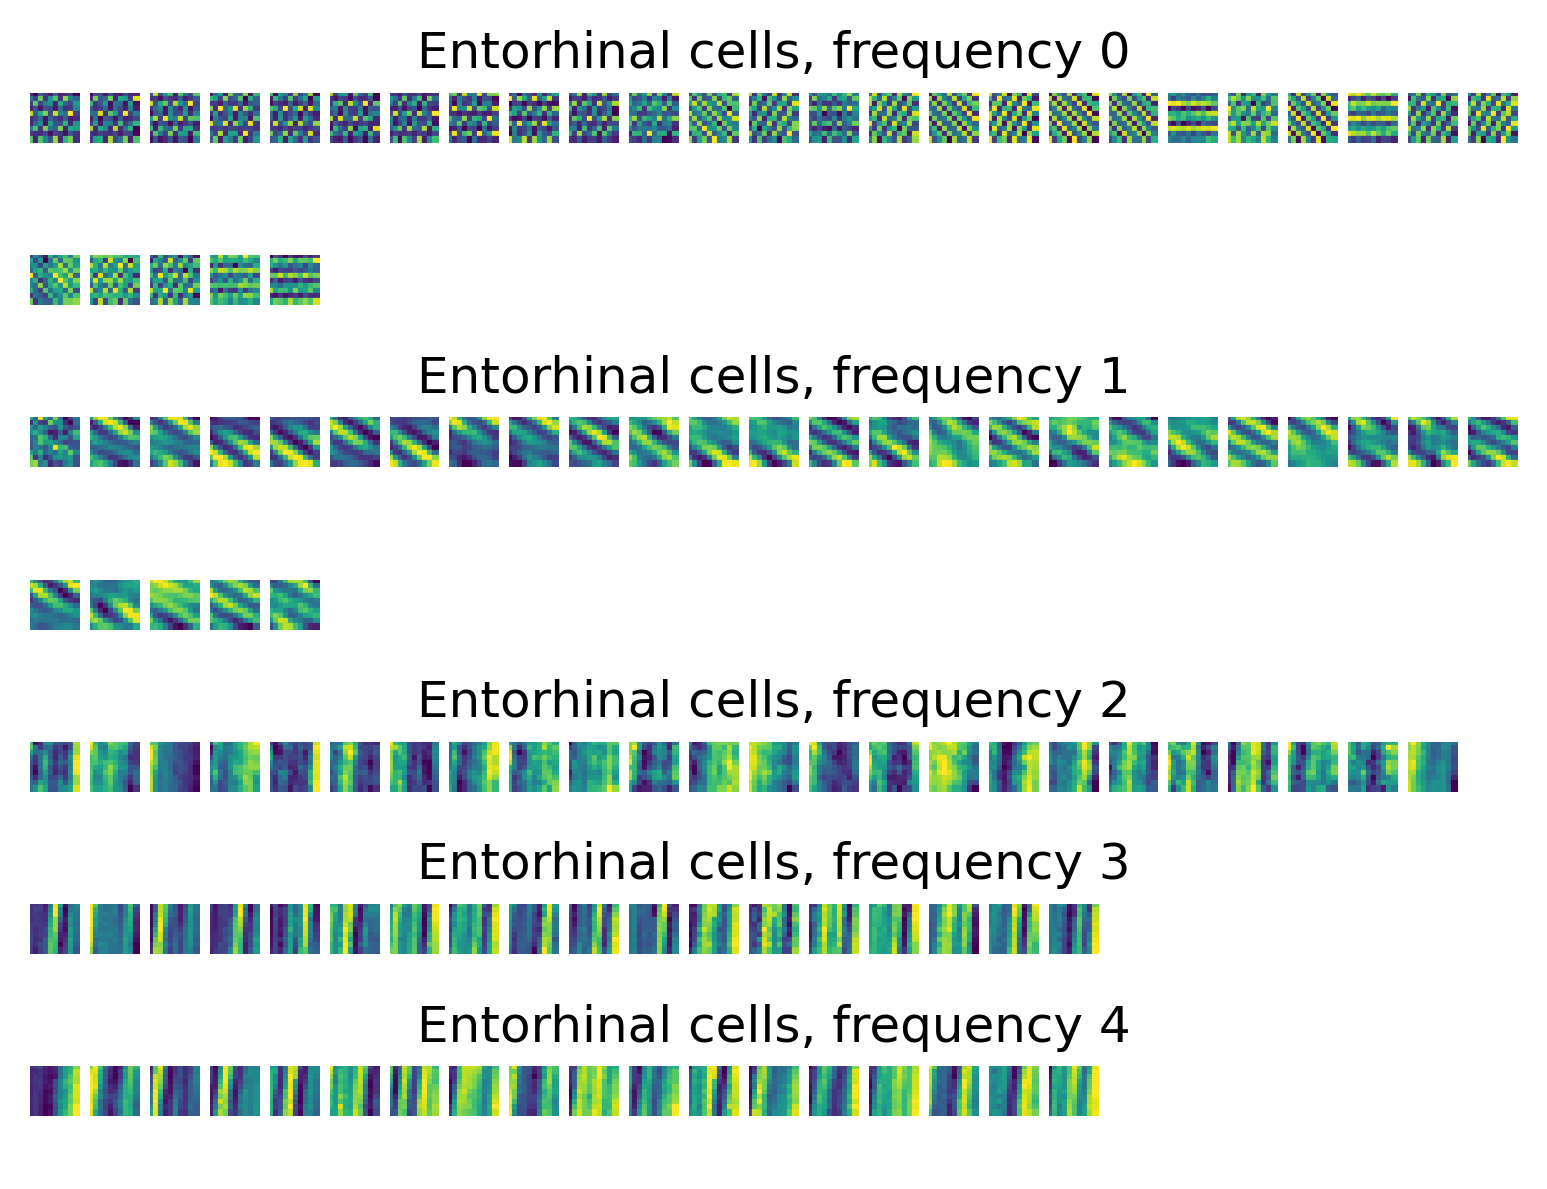 Entorhinal cells, frequency 0
Entorhinal cells, frequency 1
Entorhinal cells, frequency 2
Entorhinal cells, frequency 3
Entorhinal cells, frequency 4